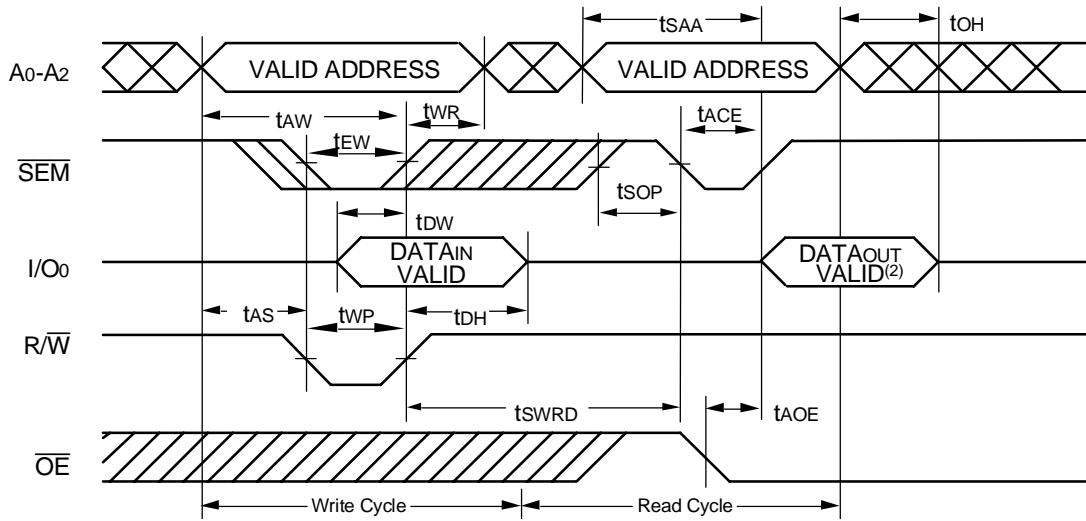 tSAA
tOH
A0-A2
VALID ADDRESS
VALID ADDRESS
tAW
tWR
tACE
tEW
SEM
tSOP
tDW
I/O0
DATAIN
VALID
DATAOUT
VALID(2)
tAS
tWP
tDH
R/W
tSWRD
tAOE
OE
Write Cycle
Read Cycle